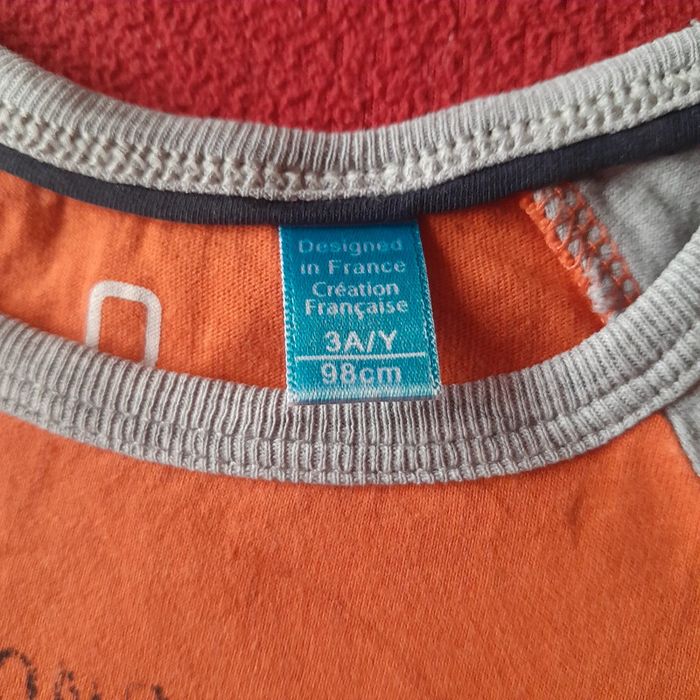 Designed
in France
Création
Française
3A/Y
98cm